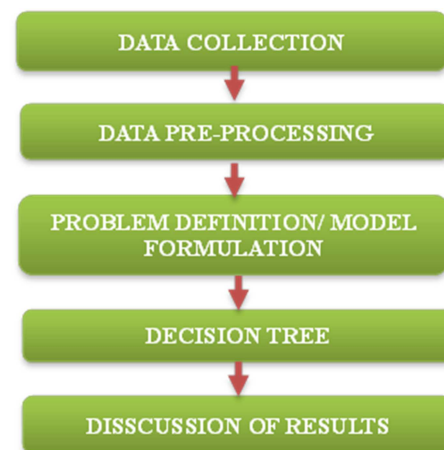 DATA COLLECTION
DATA PRE-PROCESSING
PROBLEM DEFINITION/ MODEL
FORMULATION
DECISION TREE
DISSCUSSION OF RESULTS